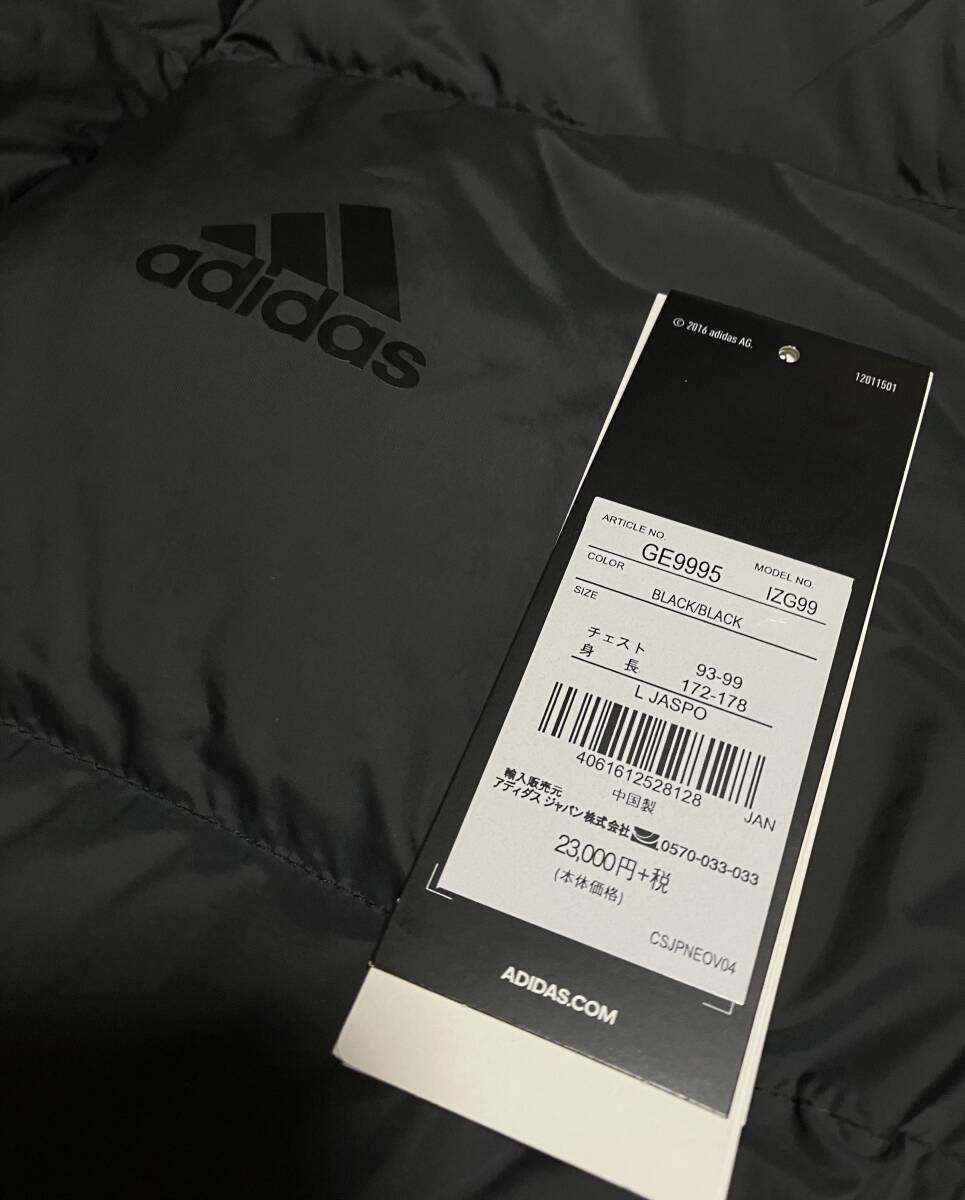 adidas
© 2016 adidas AG.
12011501
ARTICLE NO. GE9995 MODEL NO. IZG99
COLOR BLACK/BLACK
SIZE
チェスト 93-99
身 長 172-178
L JASPO
4061612528128
中国製 JAN
輸入販売元
アディダス ジャパン株式会社 0570-033-033
23,000円+税
(本体価格)
CSJPNEOV04
ADIDAS.COM